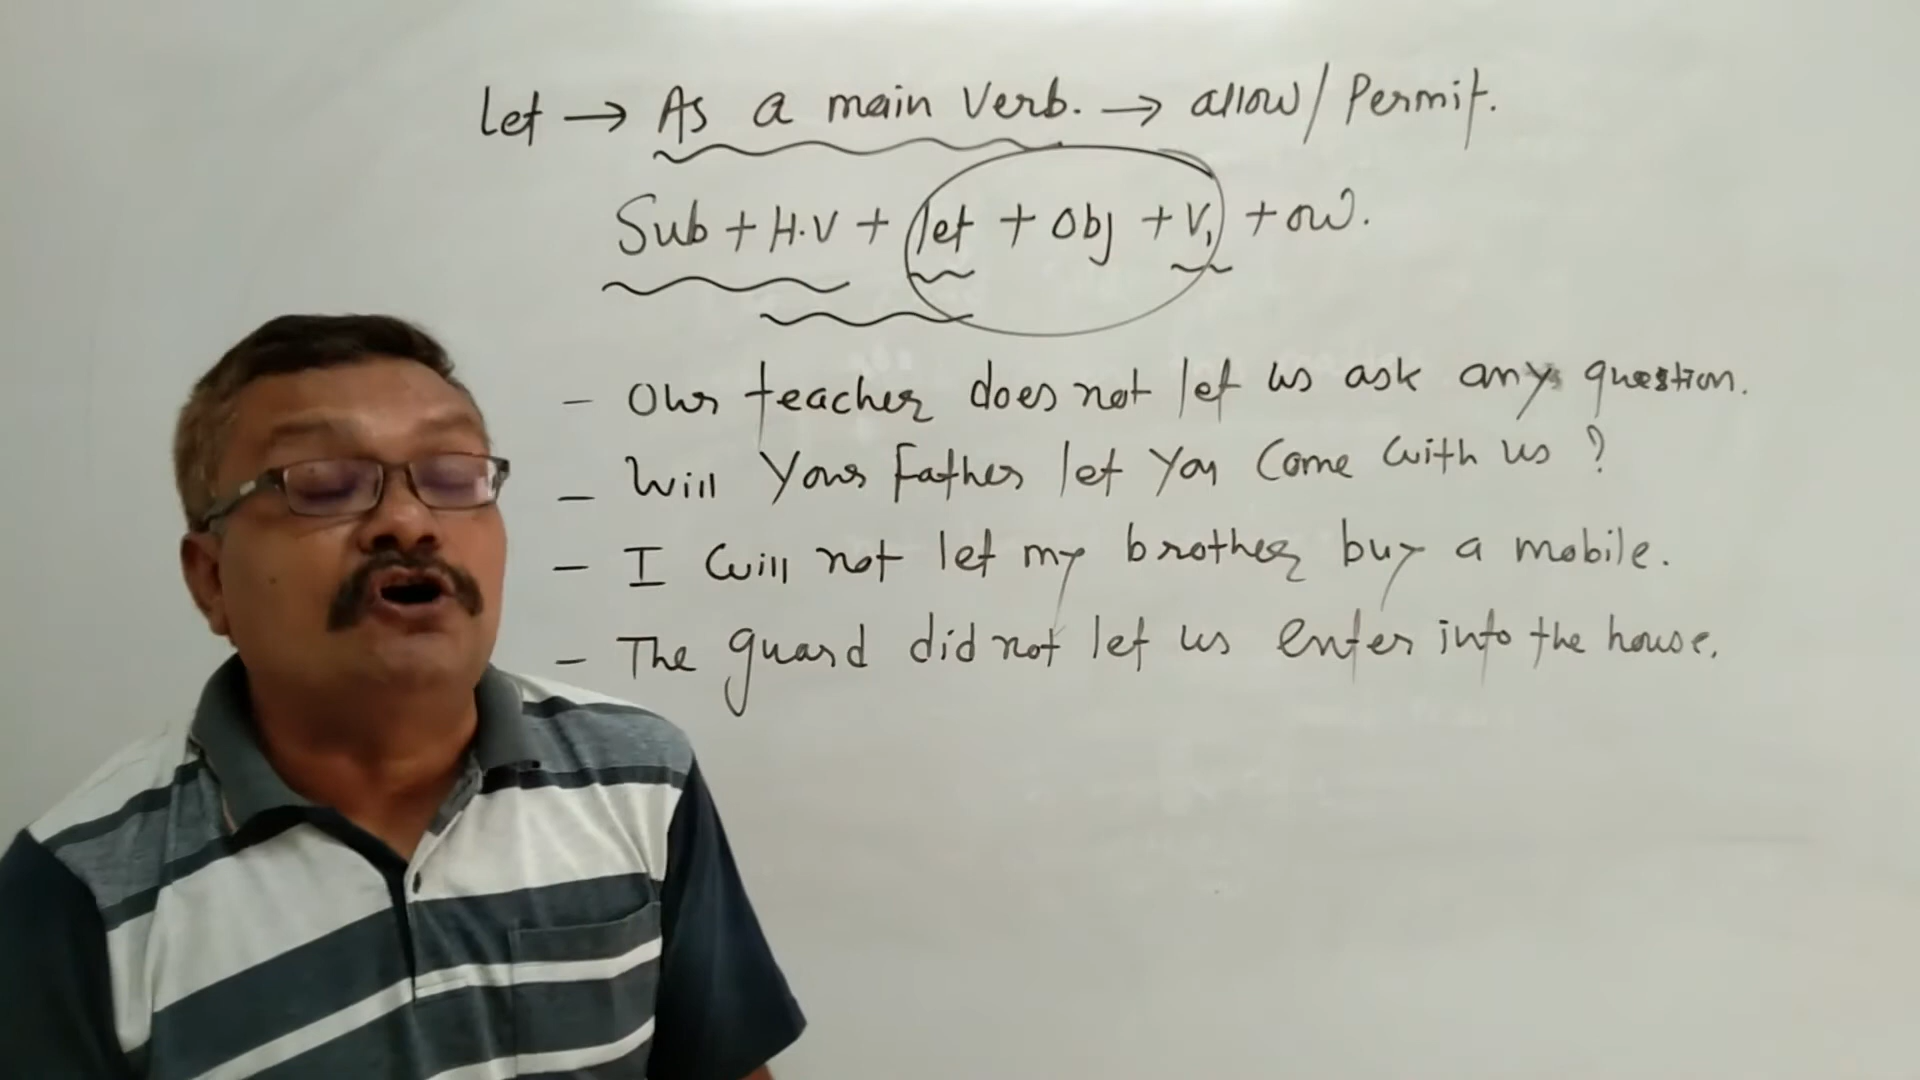 Let → As a main Verb. → allow/Permit.
Sub + H.V + let + Obj + V₁ + ow.
- Our teacher does not let us ask any question.
- Will Your Father let You Come with us ?
- I will not let my brother buy a mobile.
- The guard did not let us enter into the house.